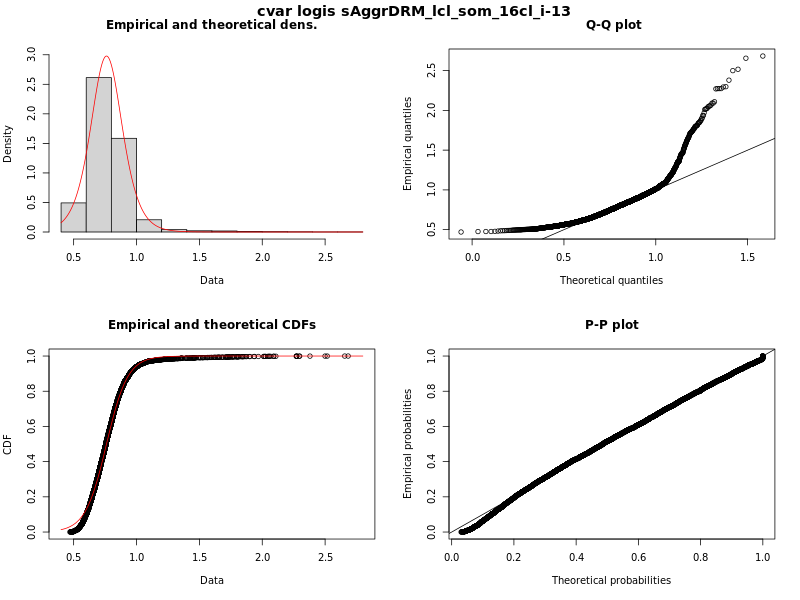 cvar logis sAggrDRM_lcl_som_16cl_i-13
Empirical and theoretical dens.
Density
0.0 0.5 1.0 1.5 2.0 2.5 3.0
0.5 1.0 1.5 2.0 2.5
Data
Q-Q plot
Empirical quantiles
0.5 1.0 1.5 2.0 2.5
0.0 0.5 1.0 1.5
Theoretical quantiles
Empirical and theoretical CDFs
CDF
0.0 0.2 0.4 0.6 0.8 1.0
0.5 1.0 1.5 2.0 2.5
Data
P-P plot
Empirical probabilities
0.0 0.2 0.4 0.6 0.8 1.0
0.0 0.2 0.4 0.6 0.8 1.0
Theoretical probabilities